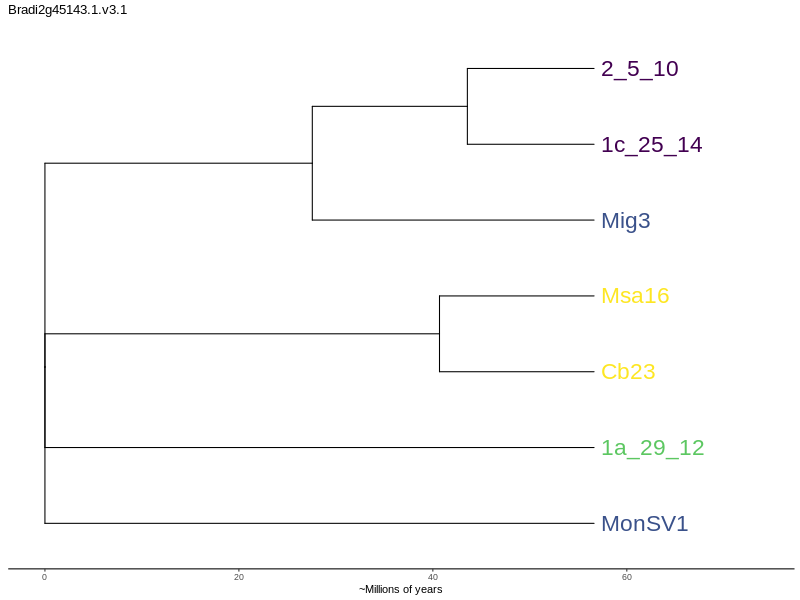 Bradi2g45143.1.v3.1
2_5_10
1c_25_14
Mig3
Msa16
Cb23
1a_29_12
MonSV1
0 20 40 60
~Millions of years